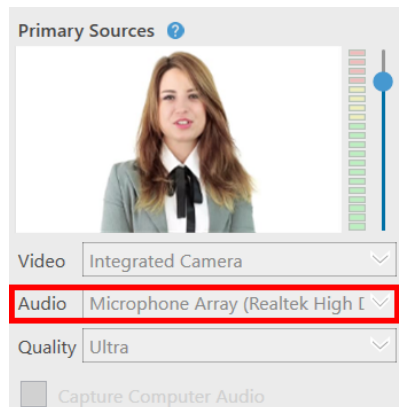 Primary Sources ?
Video Integrated Camera
Audio Microphone Array (Realtek High D
Quality Ultra
Capture Computer Audio